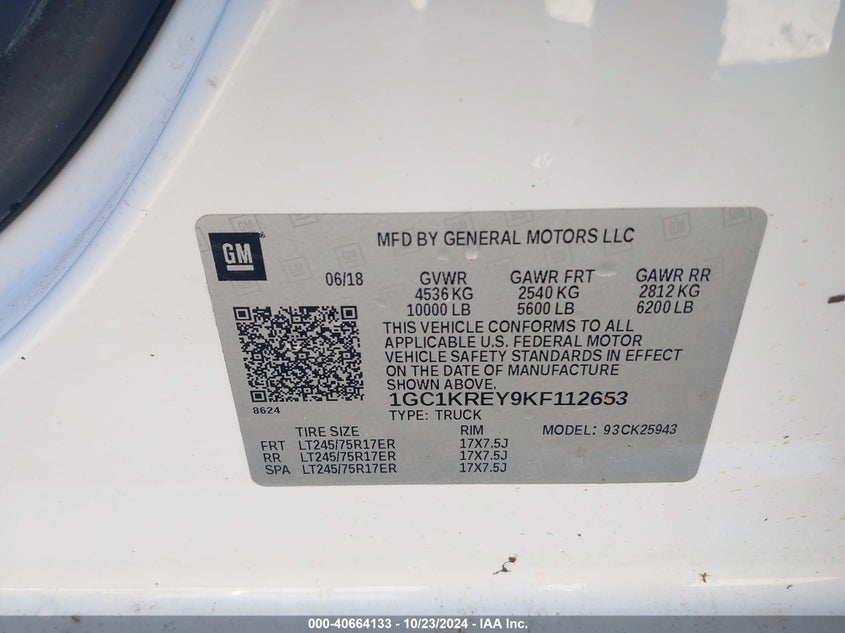 GM
MFD BY GENERAL MOTORS LLC
06/18 GVWR GAWR FRT GAWR RR
4536 KG 2540 KG 2812 KG
10000 LB 5600 LB 6200 LB
THIS VEHICLE CONFORMS TO ALL
APPLICABLE U.S. FEDERAL MOTOR
VEHICLE SAFETY STANDARDS IN EFFECT
ON THE DATE OF MANUFACTURE
SHOWN ABOVE.
8624
1GC1KREY9KF112653
TYPE: TRUCK
TIRE SIZE RIM MODEL: 93CK25943
FRT LT245/75R17ER 17X7.5J
RR LT245/75R17ER 17X7.5J
SPA LT245/75R17ER 17X7.5J
000-40664133 - 10/23/2024 - © IAA, Inc.